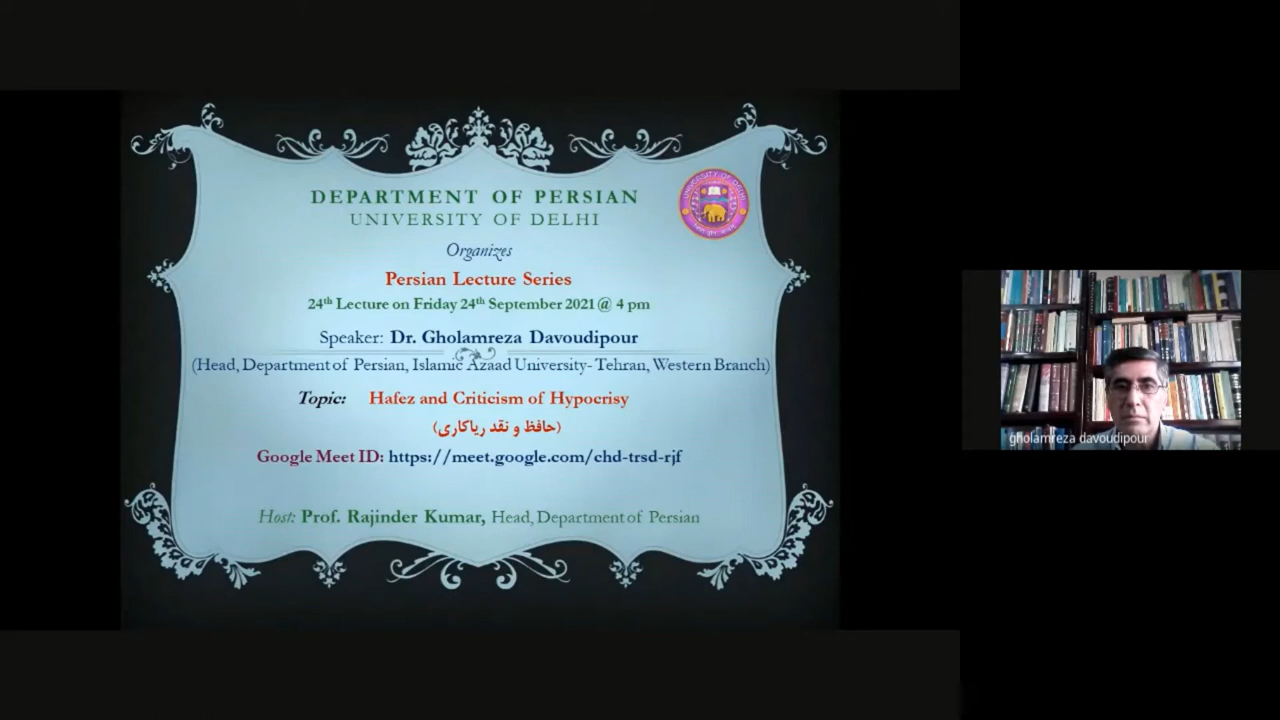 DEPARTMENT OF PERSIAN
UNIVERSITY OF DELHI
UNIVERSITY OF DELHI
Organizes
Persian Lecture Series
24th Lecture on Friday 24th September 2021 @ 4 pm
Speaker: Dr. Gholamreza Davoudipour
(Head, Department of Persian, Islamic Azaad University- Tehran, Western Branch)
Topic: Hafez and Criticism of Hypocrisy
(حافظ و نقد ریاکاری)
Google Meet ID: https://meet.google.com/chd-trsd-rjf
Host: Prof. Rajinder Kumar, Head, Department of Persian
gholamreza davoudipour